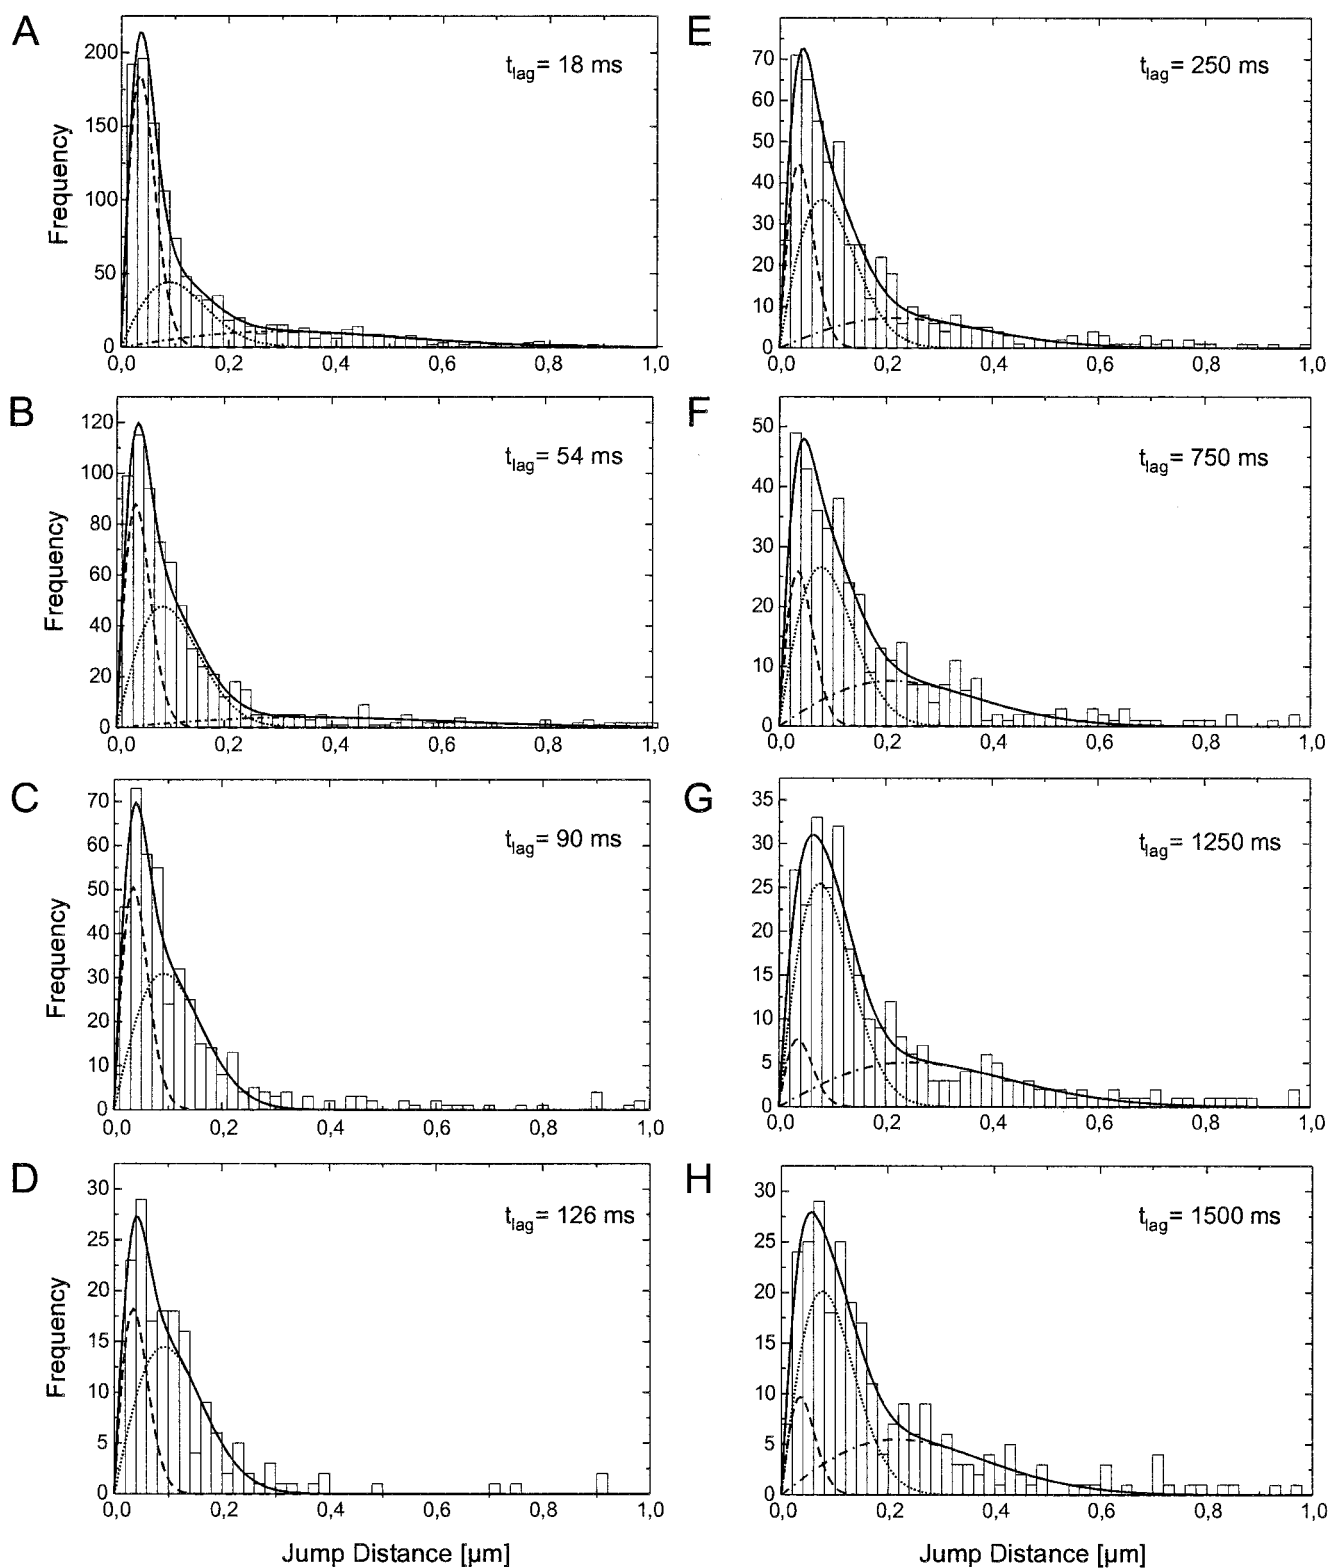 A
t_lag = 18 ms
Frequency
200
150
100
50
0
0,0 0,2 0,4 0,6 0,8 1,0
B
t_lag = 54 ms
Frequency
120
100
80
60
40
20
0
0,0 0,2 0,4 0,6 0,8 1,0
C
t_lag = 90 ms
Frequency
70
60
50
40
30
20
10
0
0,0 0,2 0,4 0,6 0,8 1,0
D
t_lag = 126 ms
Frequency
30
25
20
15
10
5
0
0,0 0,2 0,4 0,6 0,8 1,0
Jump Distance [µm]
E
t_lag = 250 ms
70
60
50
40
30
20
10
0
0,0 0,2 0,4 0,6 0,8 1,0
F
t_lag = 750 ms
50
40
30
20
10
0
0,0 0,2 0,4 0,6 0,8 1,0
G
t_lag = 1250 ms
35
30
25
20
15
10
5
0
0,0 0,2 0,4 0,6 0,8 1,0
H
t_lag = 1500 ms
30
25
20
15
10
5
0
0,0 0,2 0,4 0,6 0,8 1,0
Jump Distance [µm]